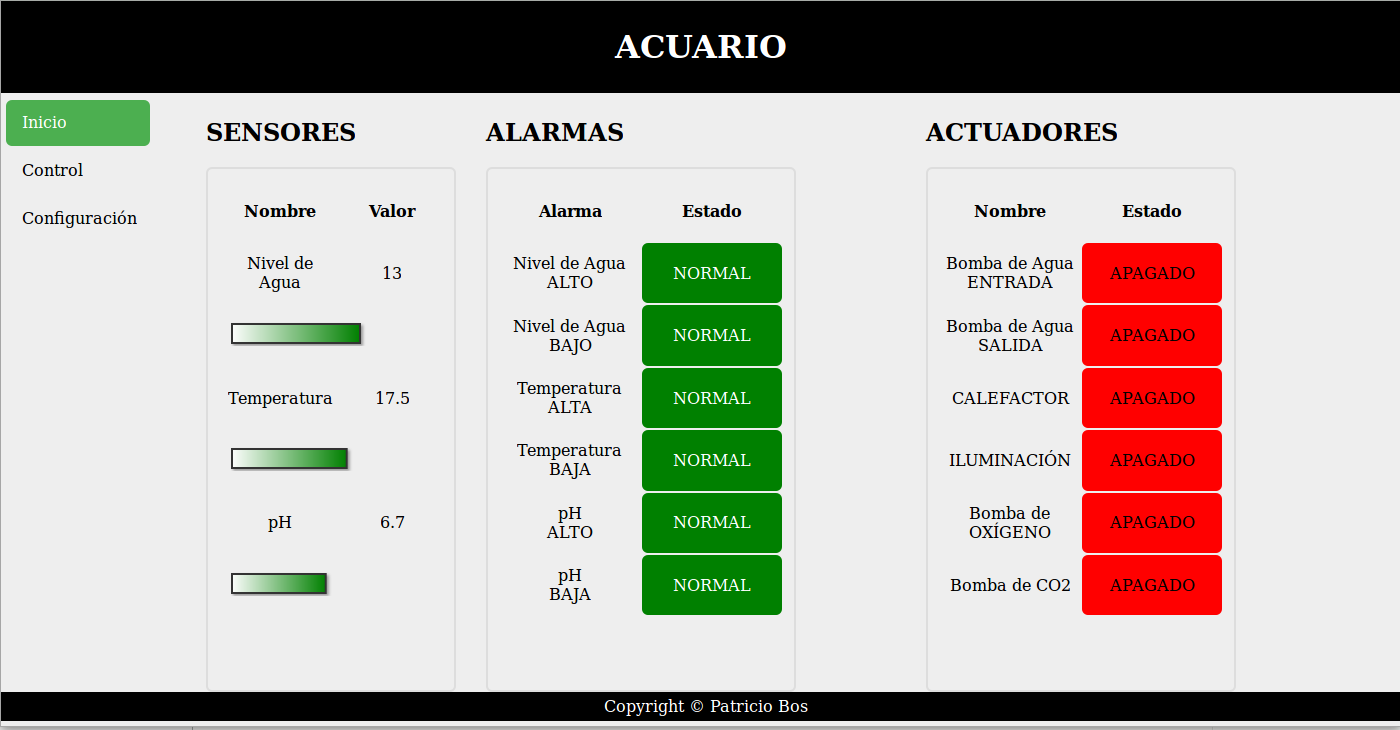 ACUARIO
Inicio
Control
Configuración
SENSORES
Nombre Valor
Nivel de
Agua
13
Temperatura 17.5
pH 6.7
ALARMAS
Alarma Estado
Nivel de Agua
ALTO
NORMAL
Nivel de Agua
BAJO
NORMAL
Temperatura
ALTA
NORMAL
Temperatura
BAJA
NORMAL
pH
ALTO
NORMAL
pH
BAJA
NORMAL
ACTUADORES
Nombre Estado
Bomba de Agua
ENTRADA
APAGADO
Bomba de Agua
SALIDA
APAGADO
CALEFACTOR APAGADO
ILUMINACIÓN APAGADO
Bomba de
OXÍGENO
APAGADO
Bomba de CO2 APAGADO
Copyright © Patricio Bos